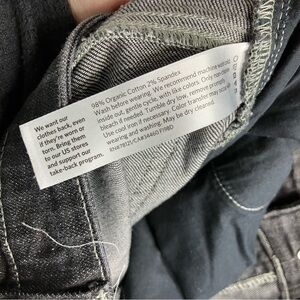 We want our
clothes back, even
if they're worn or
torn. Bring them
to our US stores
and support our
take-back program.
98% Organic Cotton 2% Spandex
Wash before wearing. We recommend machine washing
inside out, gentle cycle, with like colors. Only non-chlorine
bleach if needed. Tumble dry low, remove promptly.
Use cool iron if necessary. Color transfer may occur from
wearing and washing. May be dry cleaned.